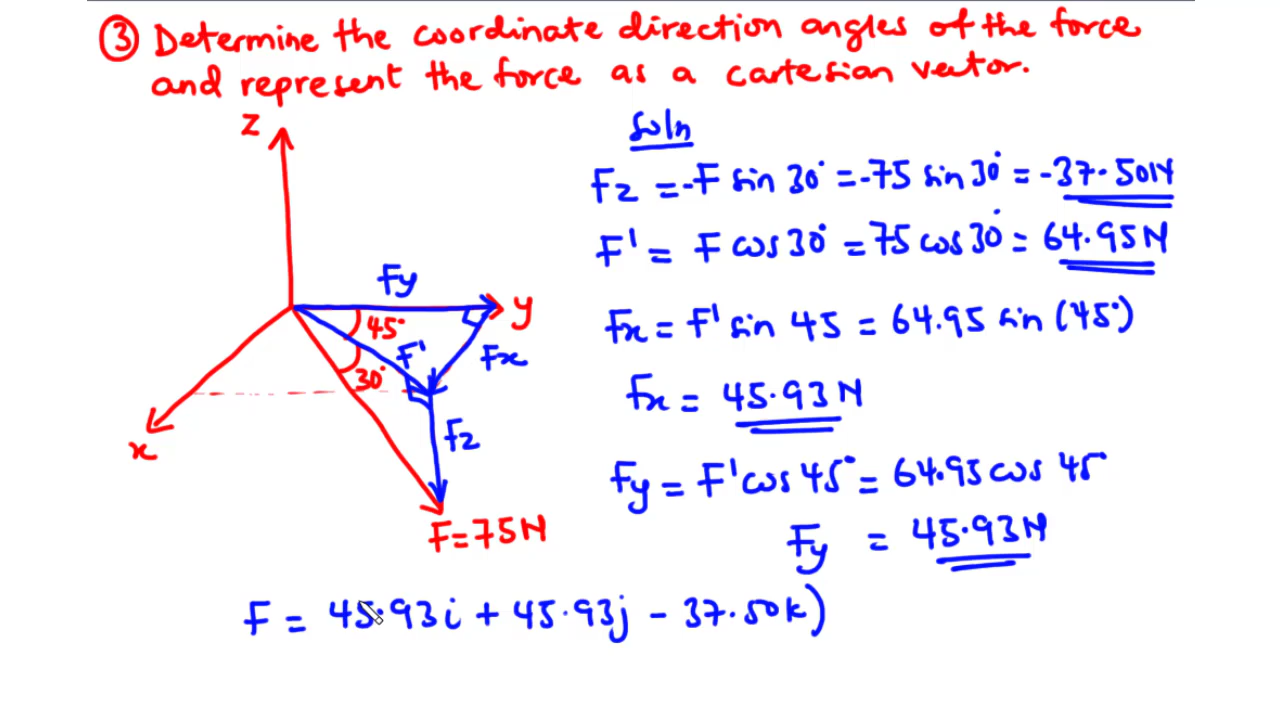 ③ Determine the coordinate direction angles of the force
and represent the force as a cartesian vector.
z
soln
Fz = -F sin 30° = -75 sin 30° = -37.50N
F' = F cos 30° = 75 cos 30° = 64.95N
Fy
y
45°
F'
Fx
30°
Fz
x
F=75N
Fx = F' sin 45 = 64.95 sin (45°)
Fx = 45.93N
Fy = F' cos 45° = 64.95 cos 45°
Fy = 45.93N
F = 45.93i + 45.93j - 37.50k)